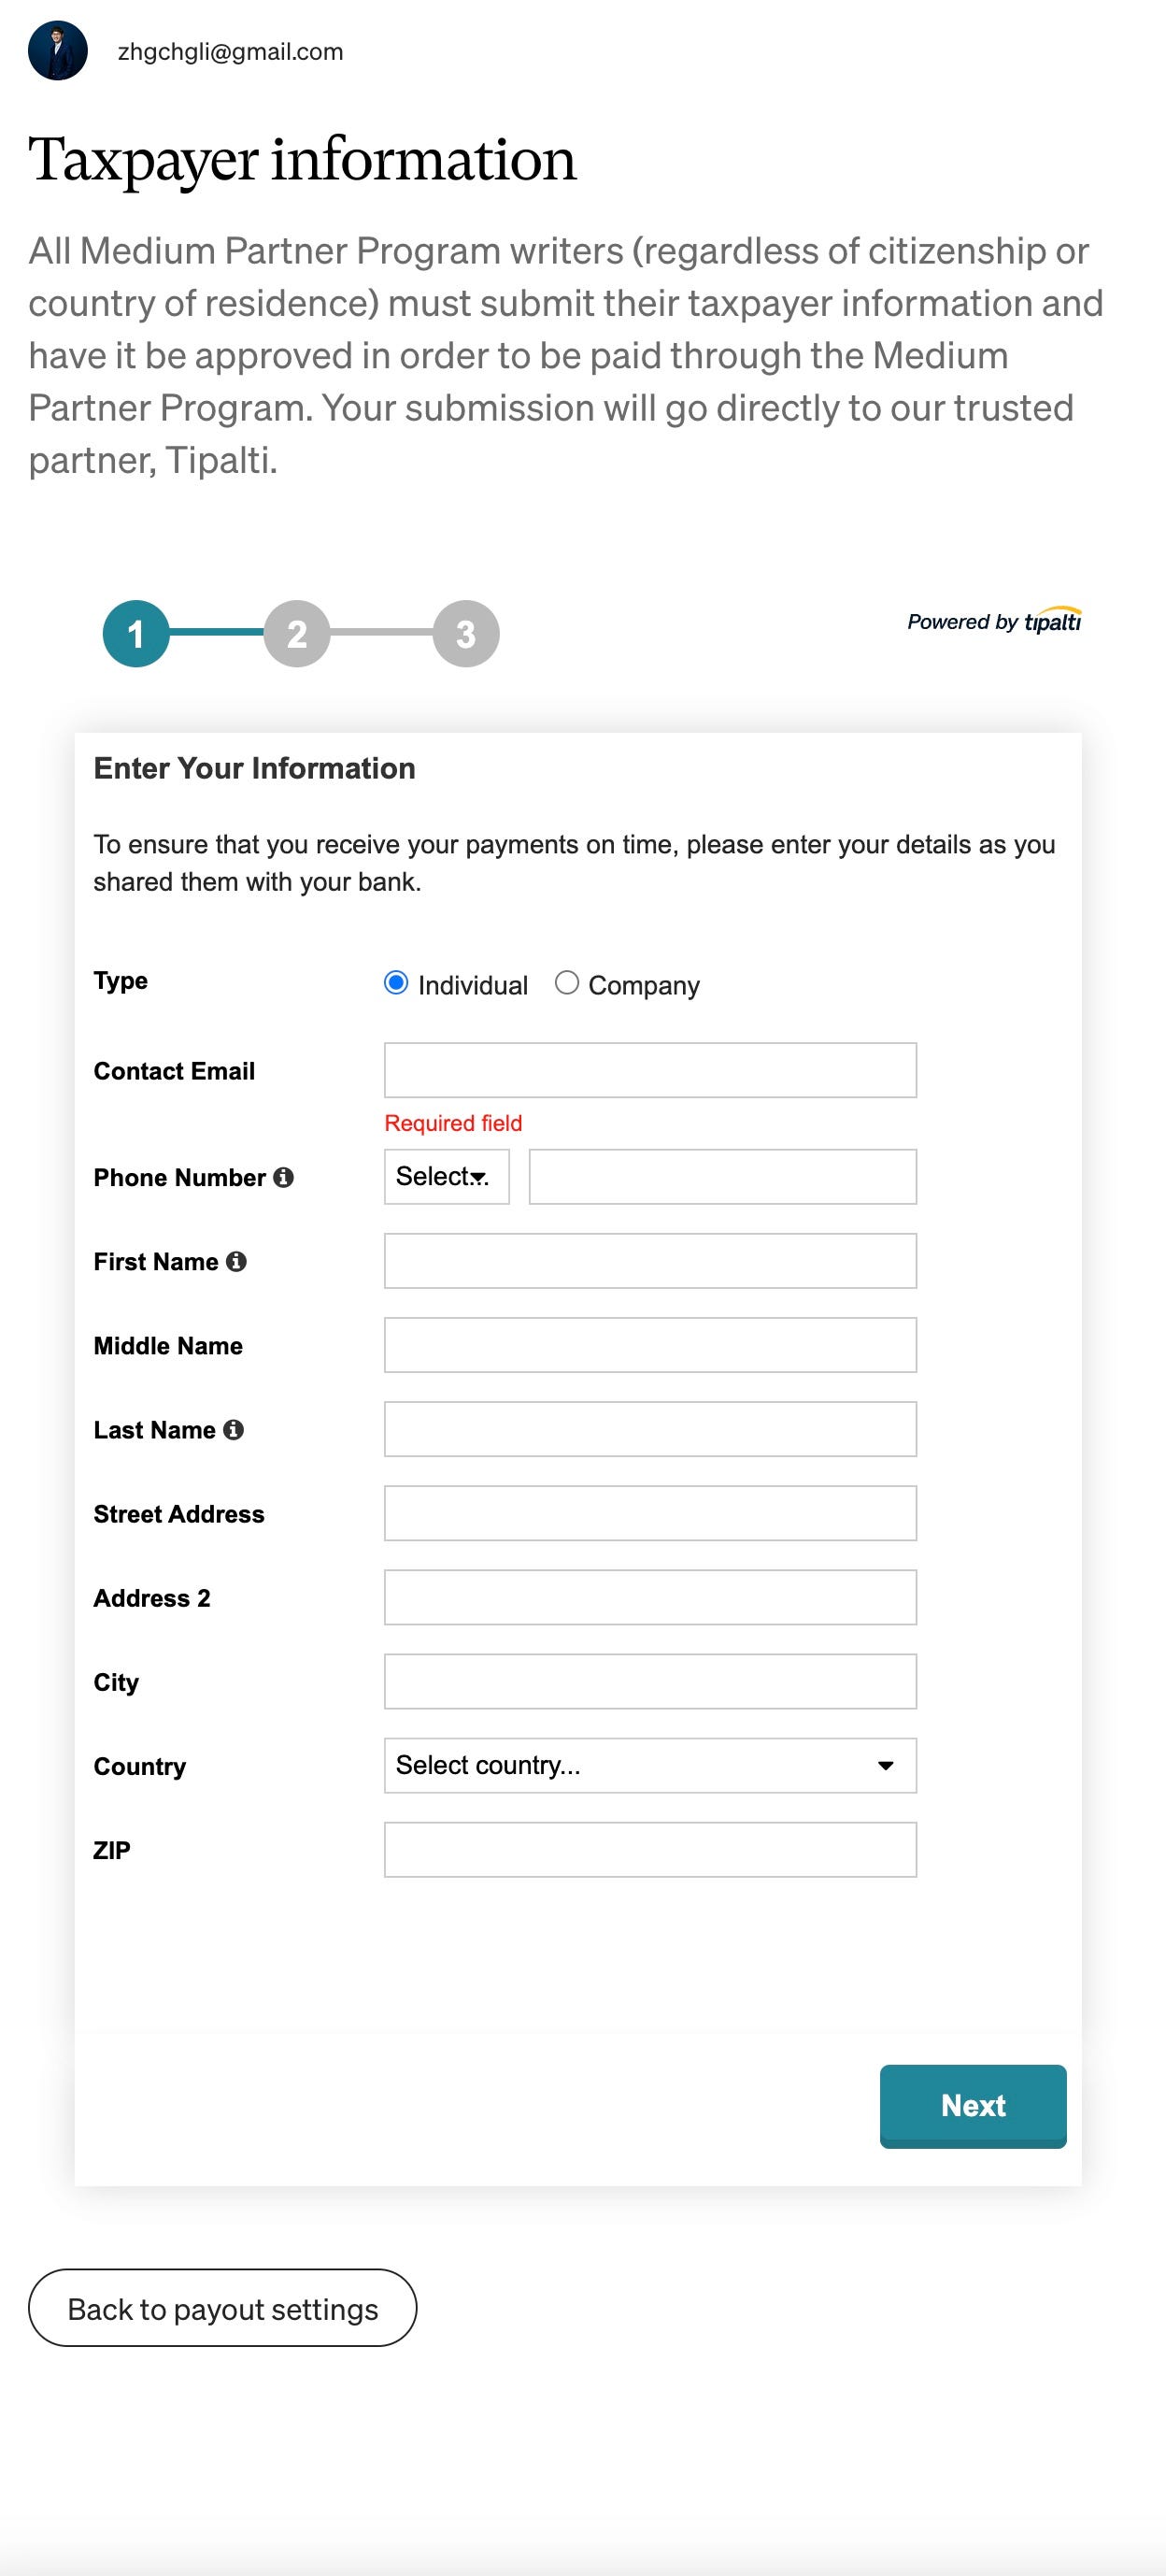 zhgchgli@gmail.com
Taxpayer information
All Medium Partner Program writers (regardless of citizenship or
country of residence) must submit their taxpayer information and
have it be approved in order to be paid through the Medium
Partner Program. Your submission will go directly to our trusted
partner, Tipalti.
1 2 3
Powered by tipalti
Enter Your Information
To ensure that you receive your payments on time, please enter your details as you
shared them with your bank.
Type Individual Company
Contact Email
Required field
Phone Number Select...
First Name
Middle Name
Last Name
Street Address
Address 2
City
Country Select country...
ZIP
Next
Back to payout settings